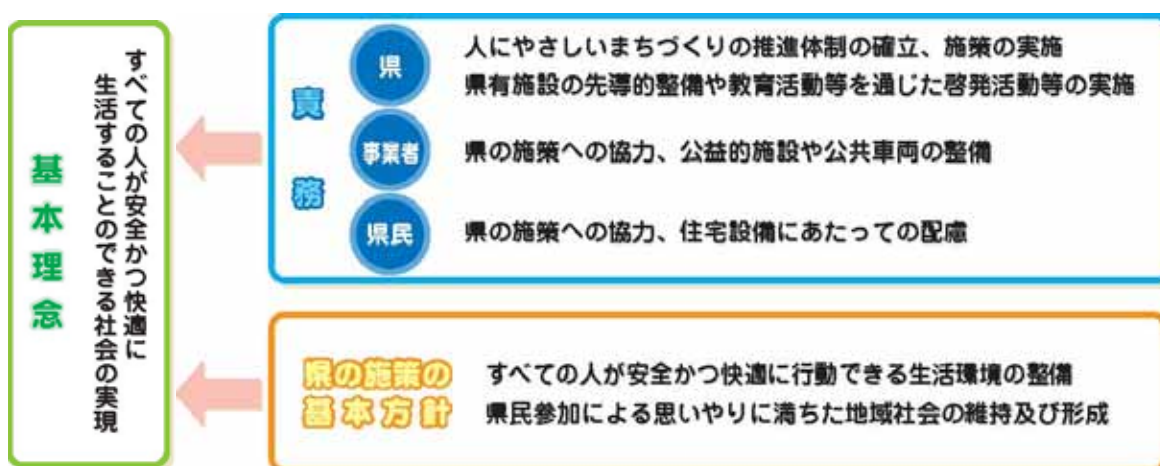 基本理念
すべての人が安全かつ快適に
生活することのできる社会の実現
責務
県
人にやさしいまちづくりの推進体制の確立、施策の実施
県有施設の先導的整備や教育活動等を通じた啓発活動等の実施
事業者
県の施策への協力、公益的施設や公共車両の整備
県民
県の施策への協力、住宅設備にあたっての配慮
県の施策の
基本方針
すべての人が安全かつ快適に行動できる生活環境の整備
県民参加による思いやりに満ちた地域社会の維持及び形成